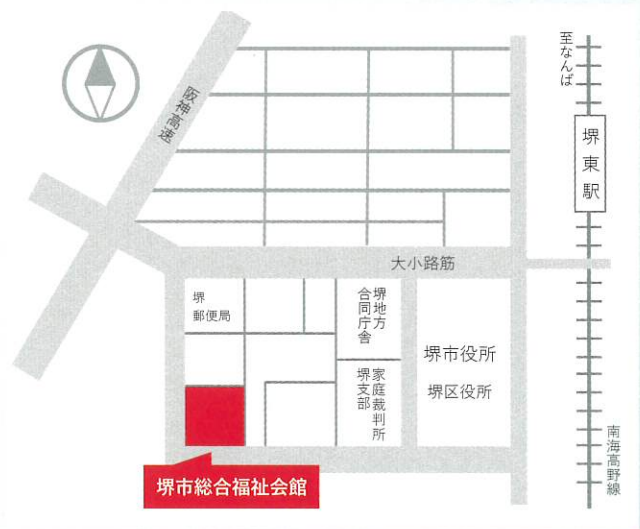 至なんば
阪神高速
堺東駅
大小路筋
堺
郵便局
堺地方
合同庁舎
堺市役所
堺区役所
家庭裁判所
堺支部
南海高野線
堺市総合福祉会館